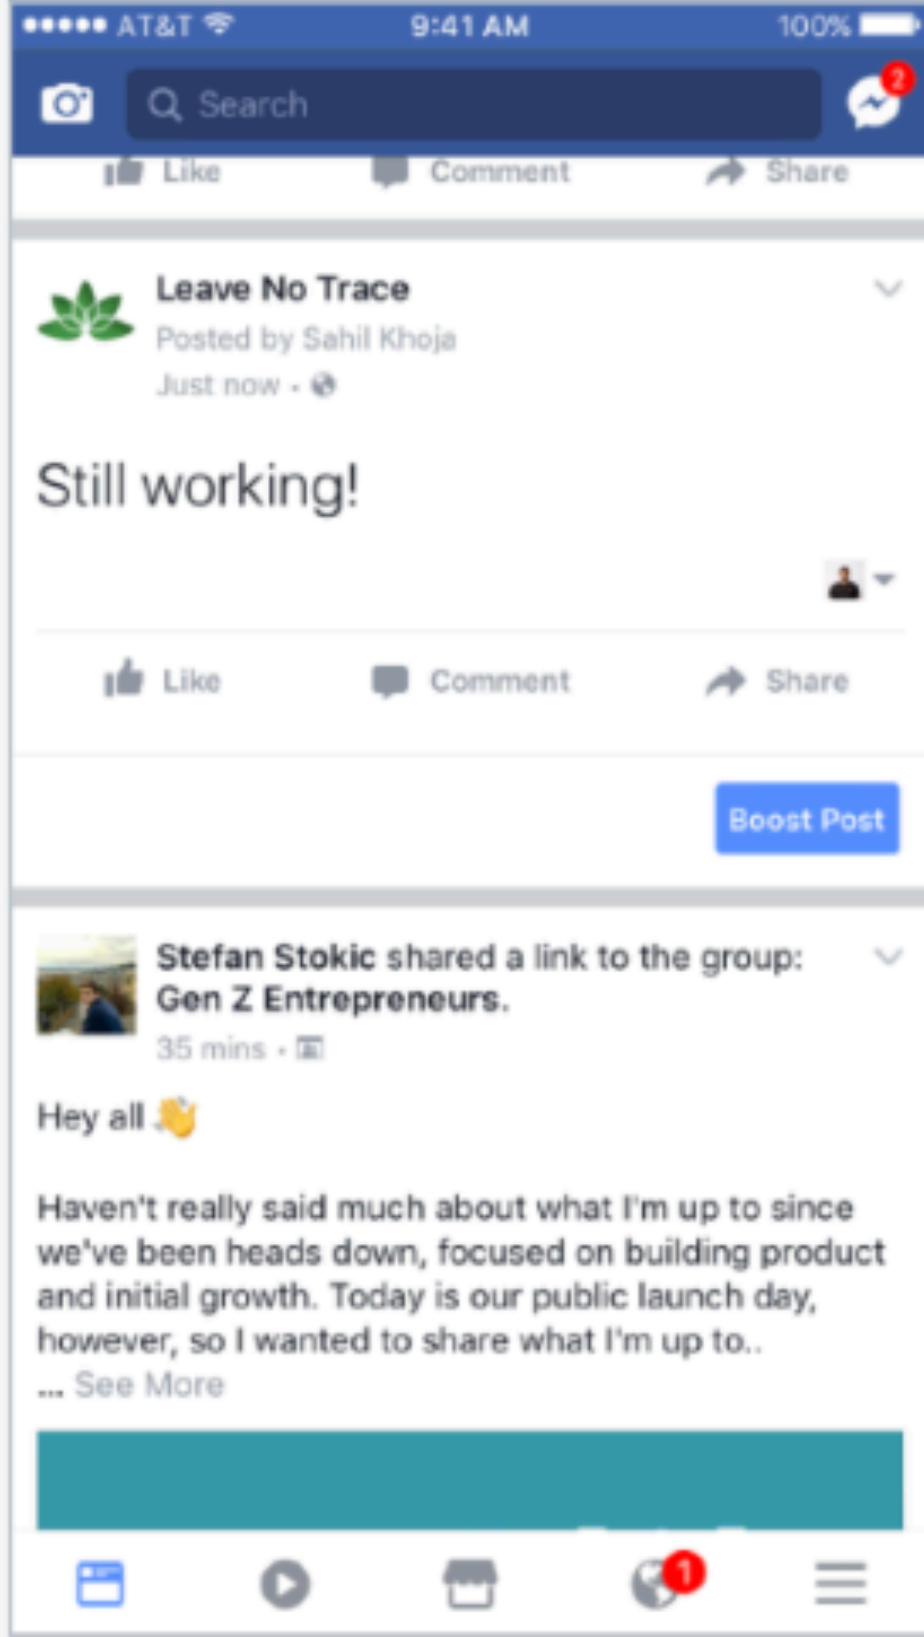 AT&T 9:41 AM 100%
Search 2
Like Comment Share
Leave No Trace
Posted by Sahil Khoja
Just now ·
Still working!
Like Comment Share
Boost Post
Stefan Stokic shared a link to the group:
Gen Z Entrepreneurs.
35 mins ·
Hey all 👋
Haven't really said much about what I'm up to since
we've been heads down, focused on building product
and initial growth. Today is our public launch day,
however, so I wanted to share what I'm up to..
... See More
1